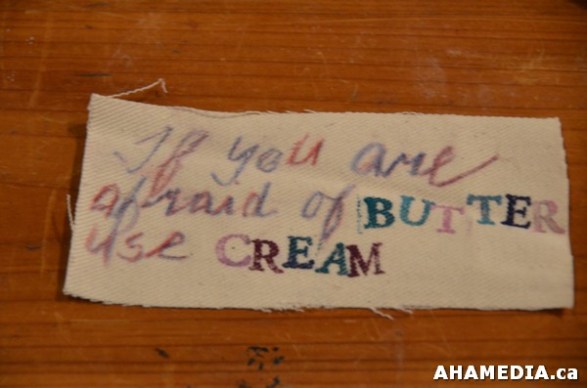 If you are
afraid of BUTTER
use CREAM
AHAMEDIA.ca